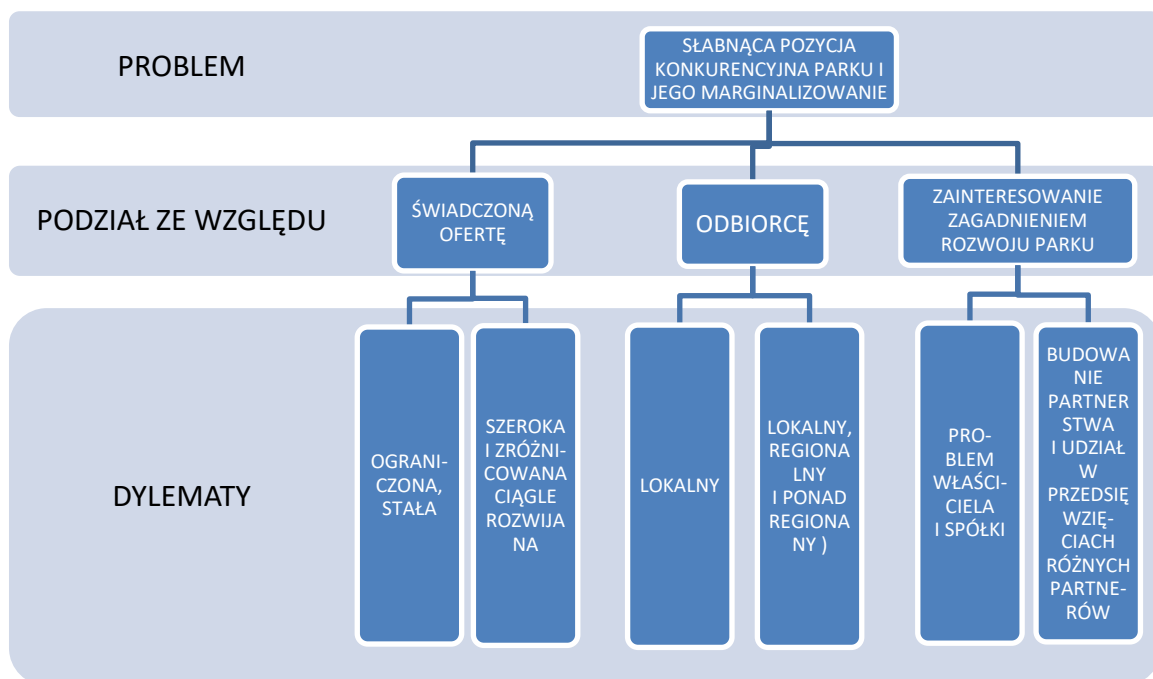 PROBLEM
SŁABNĄCA POZYCJA
KONKURENCYJNA PARKU I
JEGO MARGINALIZOWANIE
PODZIAŁ ZE WZGLĘDU
ŚWIADCZONĄ
OFERTĘ
ODBIORCĘ
ZAINTERESOWANIE
ZAGADNIENIEM
ROZWOJU PARKU
DYLEMATY
OGRANI-
CZONA,
STAŁA
SZEROKA
I ZRÓŻNI-
COWANA
CIĄGLE
ROZWIJA
NA
LOKALNY
LOKALNY,
REGIONA
LNY
I PONAD
REGIONA
NY )
PRO-
BLEM
WŁAŚCI-
CIELA
I SPÓŁKI
BUDOWA
NIE
PARTNER
STWA
I UDZIAŁ
W
PRZEDSIĘ
WZIĘ-
CIACH
RÓŻNYCH
PARTNE-
RÓW